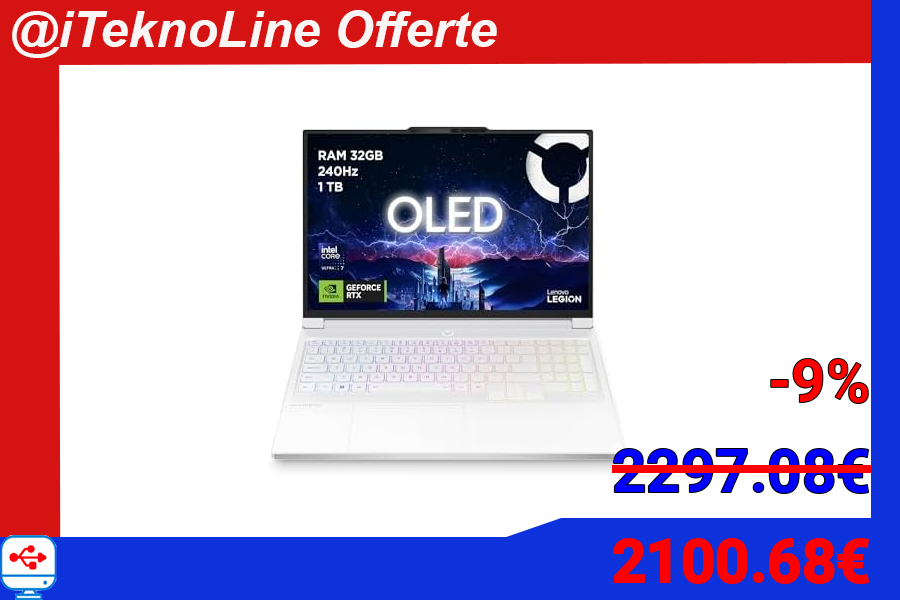 @iTeknoLine Offerte
RAM 32GB
240Hz
1 TB
OLED
intel
CORE
ULTRA 7
NVIDIA
GEFORCE
RTX
Lenovo
LEGION
-9%
2297.08€
2100.68€